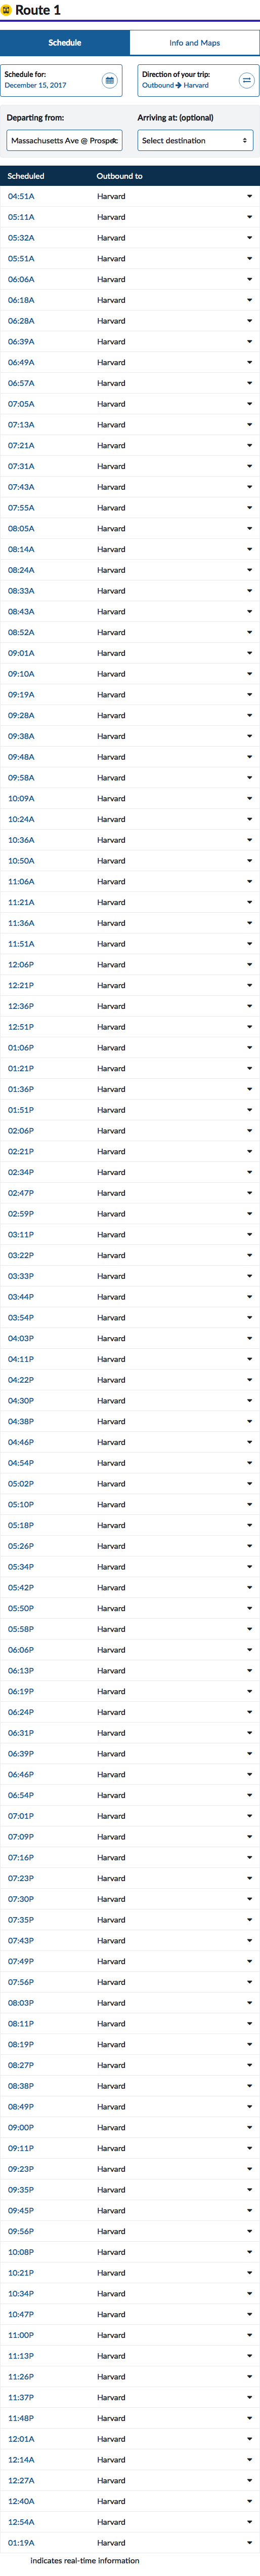 Route 1
Schedule
Info and Maps
Schedule for:
December 15, 2017
Direction of your trip:
Outbound → Harvard
Departing from:
Massachusetts Ave @ Prospec
Arriving at: (optional)
Select destination
Scheduled Outbound to
04:51A Harvard
05:11A Harvard
05:32A Harvard
05:51A Harvard
06:06A Harvard
06:18A Harvard
06:28A Harvard
06:39A Harvard
06:49A Harvard
06:57A Harvard
07:05A Harvard
07:13A Harvard
07:21A Harvard
07:31A Harvard
07:43A Harvard
07:55A Harvard
08:05A Harvard
08:14A Harvard
08:24A Harvard
08:33A Harvard
08:43A Harvard
08:52A Harvard
09:01A Harvard
09:10A Harvard
09:19A Harvard
09:28A Harvard
09:38A Harvard
09:48A Harvard
09:58A Harvard
10:09A Harvard
10:24A Harvard
10:36A Harvard
10:50A Harvard
11:06A Harvard
11:21A Harvard
11:36A Harvard
11:51A Harvard
12:06P Harvard
12:21P Harvard
12:36P Harvard
12:51P Harvard
01:06P Harvard
01:21P Harvard
01:36P Harvard
01:51P Harvard
02:06P Harvard
02:21P Harvard
02:34P Harvard
02:47P Harvard
02:59P Harvard
03:11P Harvard
03:22P Harvard
03:33P Harvard
03:44P Harvard
03:54P Harvard
04:03P Harvard
04:11P Harvard
04:22P Harvard
04:30P Harvard
04:38P Harvard
04:46P Harvard
04:54P Harvard
05:02P Harvard
05:10P Harvard
05:18P Harvard
05:26P Harvard
05:34P Harvard
05:42P Harvard
05:50P Harvard
05:58P Harvard
06:06P Harvard
06:13P Harvard
06:19P Harvard
06:24P Harvard
06:31P Harvard
06:39P Harvard
06:46P Harvard
06:54P Harvard
07:01P Harvard
07:09P Harvard
07:16P Harvard
07:23P Harvard
07:30P Harvard
07:35P Harvard
07:43P Harvard
07:49P Harvard
07:56P Harvard
08:03P Harvard
08:11P Harvard
08:19P Harvard
08:27P Harvard
08:38P Harvard
08:49P Harvard
09:00P Harvard
09:11P Harvard
09:23P Harvard
09:35P Harvard
09:45P Harvard
09:56P Harvard
10:08P Harvard
10:21P Harvard
10:34P Harvard
10:47P Harvard
11:00P Harvard
11:13P Harvard
11:26P Harvard
11:37P Harvard
11:48P Harvard
12:01A Harvard
12:14A Harvard
12:27A Harvard
12:40A Harvard
12:54A Harvard
01:19A Harvard
indicates real-time information